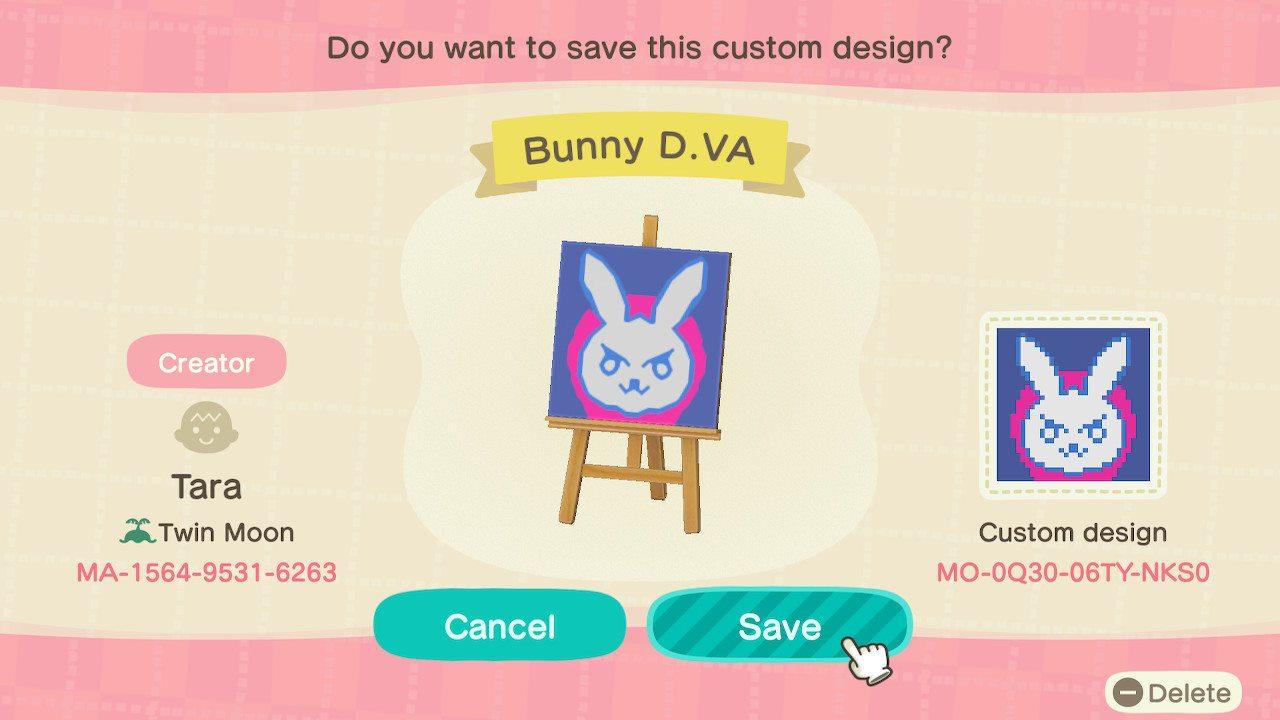 Do you want to save this custom design?
Bunny D.VA
Creator
Tara
Twin Moon
MA-1564-9531-6263
Custom design
MO-0Q30-06TY-NKS0
Cancel
Save
Delete